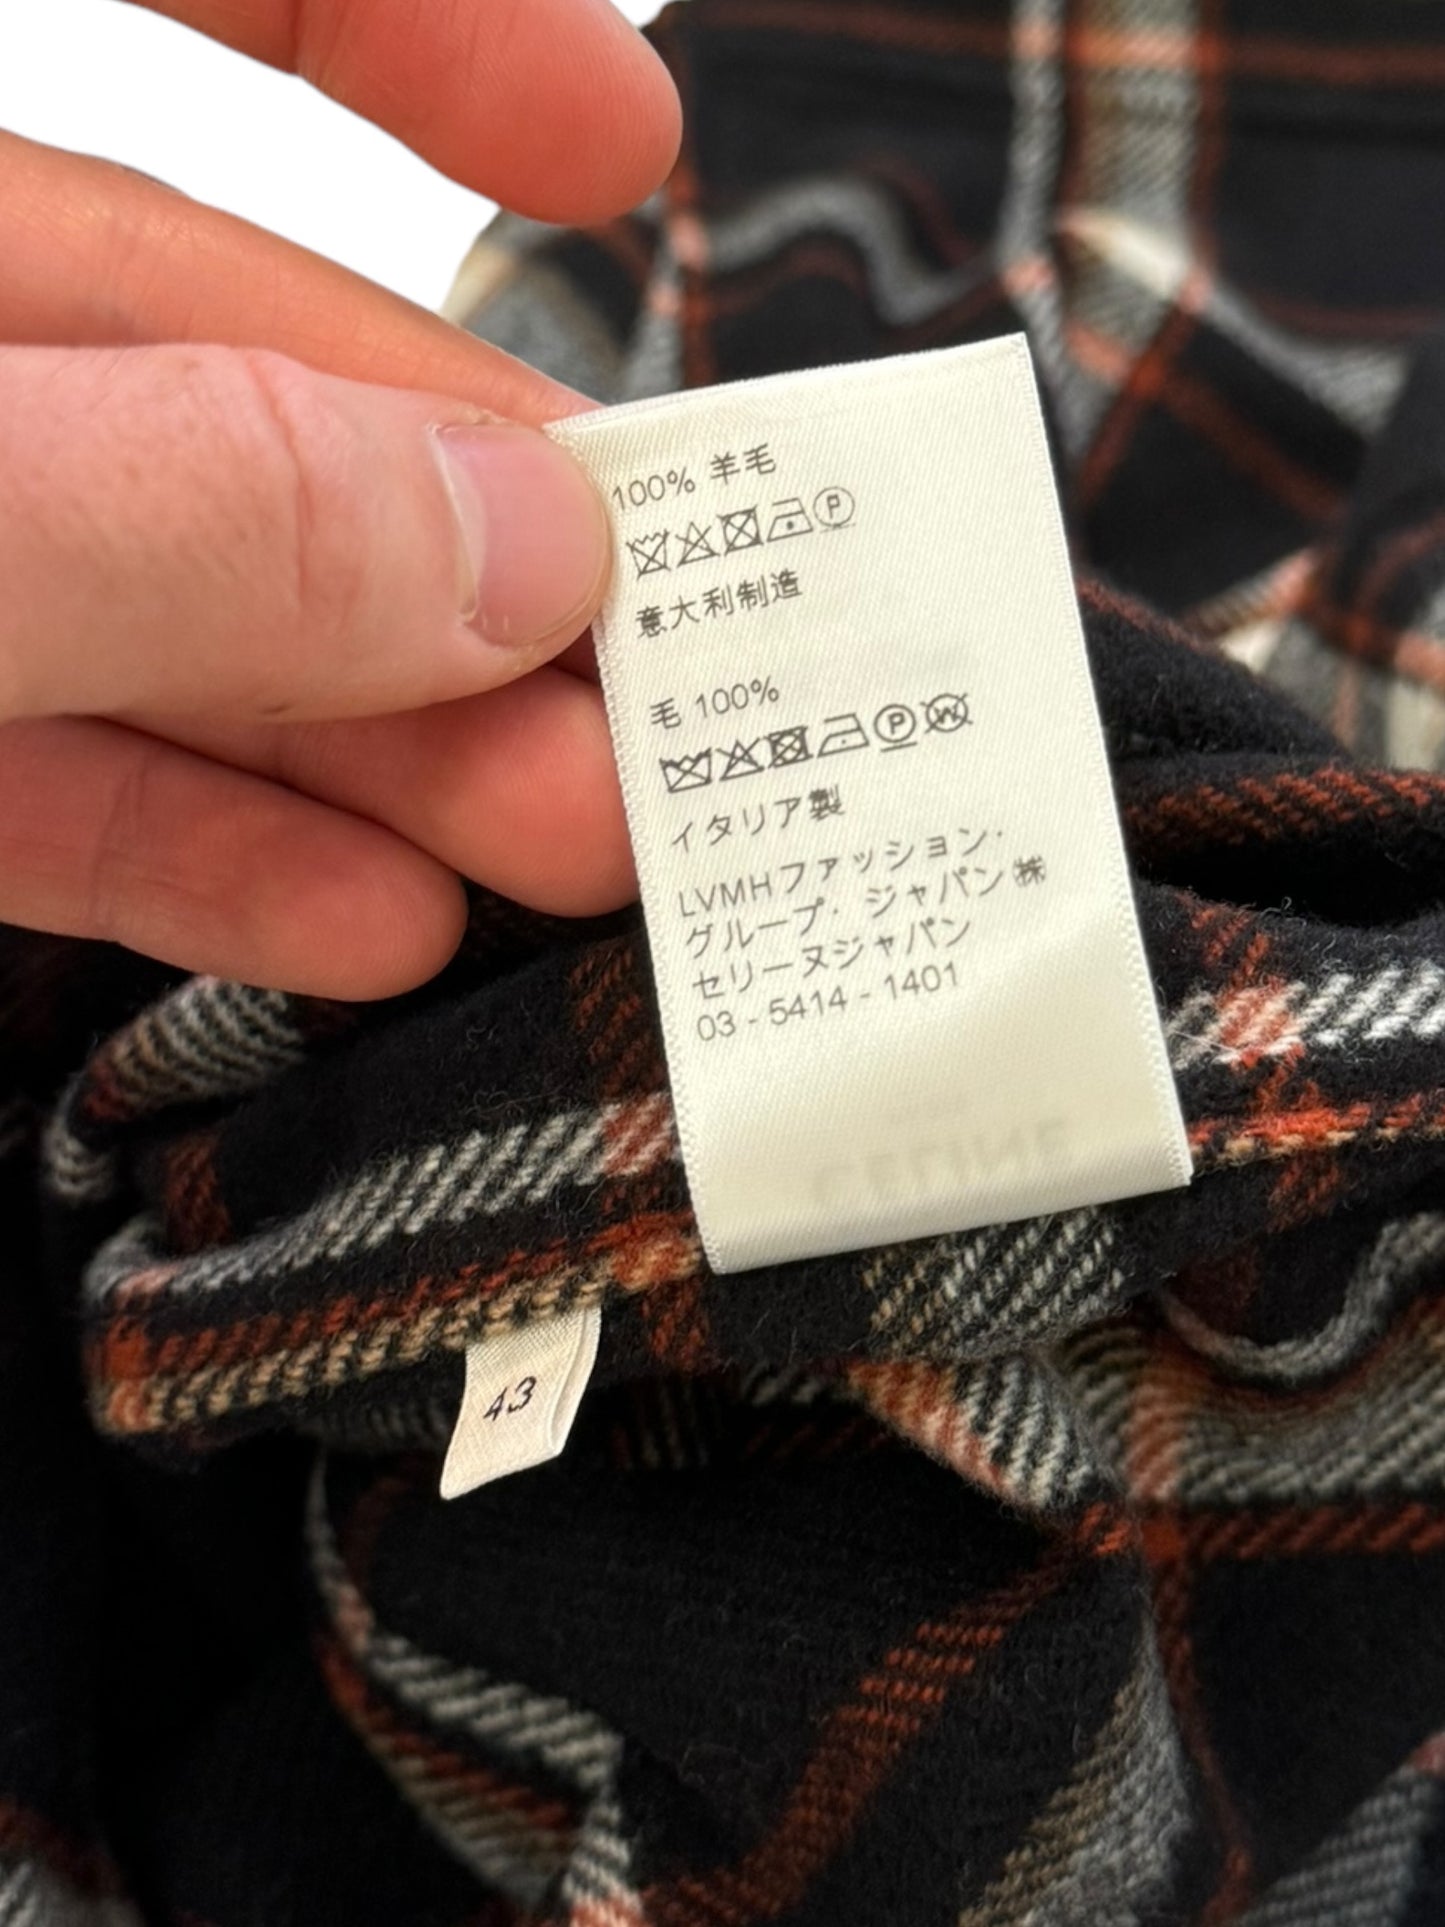 100% 羊毛
P
意大利制造
毛 100%
P W
イタリア製
LVMHファッション・
グループ・ジャパン㈱
セリーヌジャパン
03 - 5414 - 1401
CELINE
43